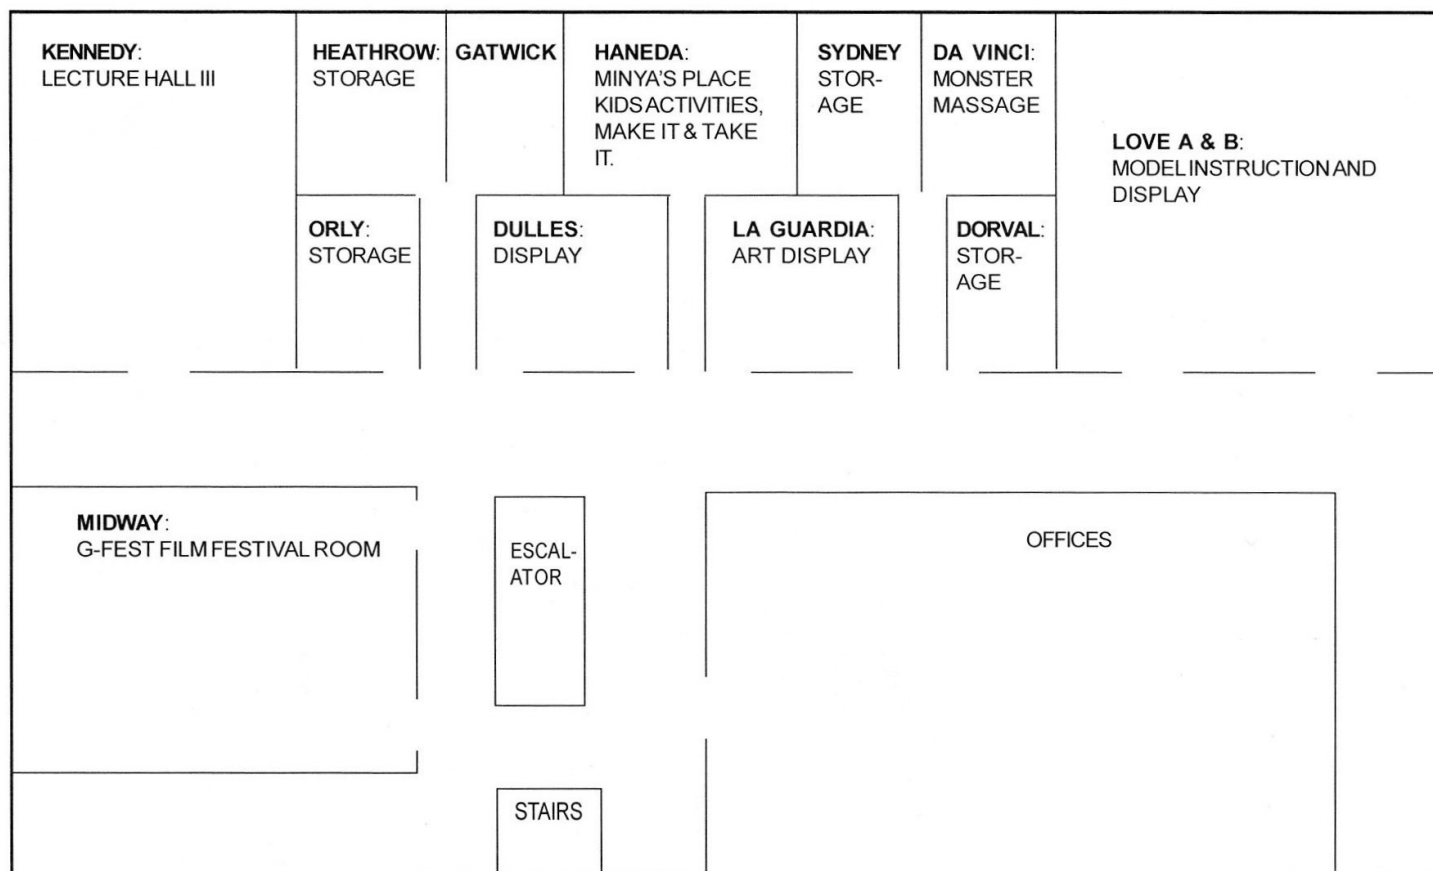 KENNEDY:
LECTURE HALL III
HEATHROW:
STORAGE
GATWICK
HANEDA:
MINYA'S PLACE
KIDS ACTIVITIES,
MAKE IT & TAKE
IT.
SYDNEY
STOR-
AGE
DA VINCI:
MONSTER
MASSAGE
LOVE A & B:
MODEL INSTRUCTION AND
DISPLAY
ORLY:
STORAGE
DULLES:
DISPLAY
LA GUARDIA:
ART DISPLAY
DORVAL:
STOR-
AGE
MIDWAY:
G-FEST FILM FESTIVAL ROOM
ESCAL-
ATOR
OFFICES
STAIRS